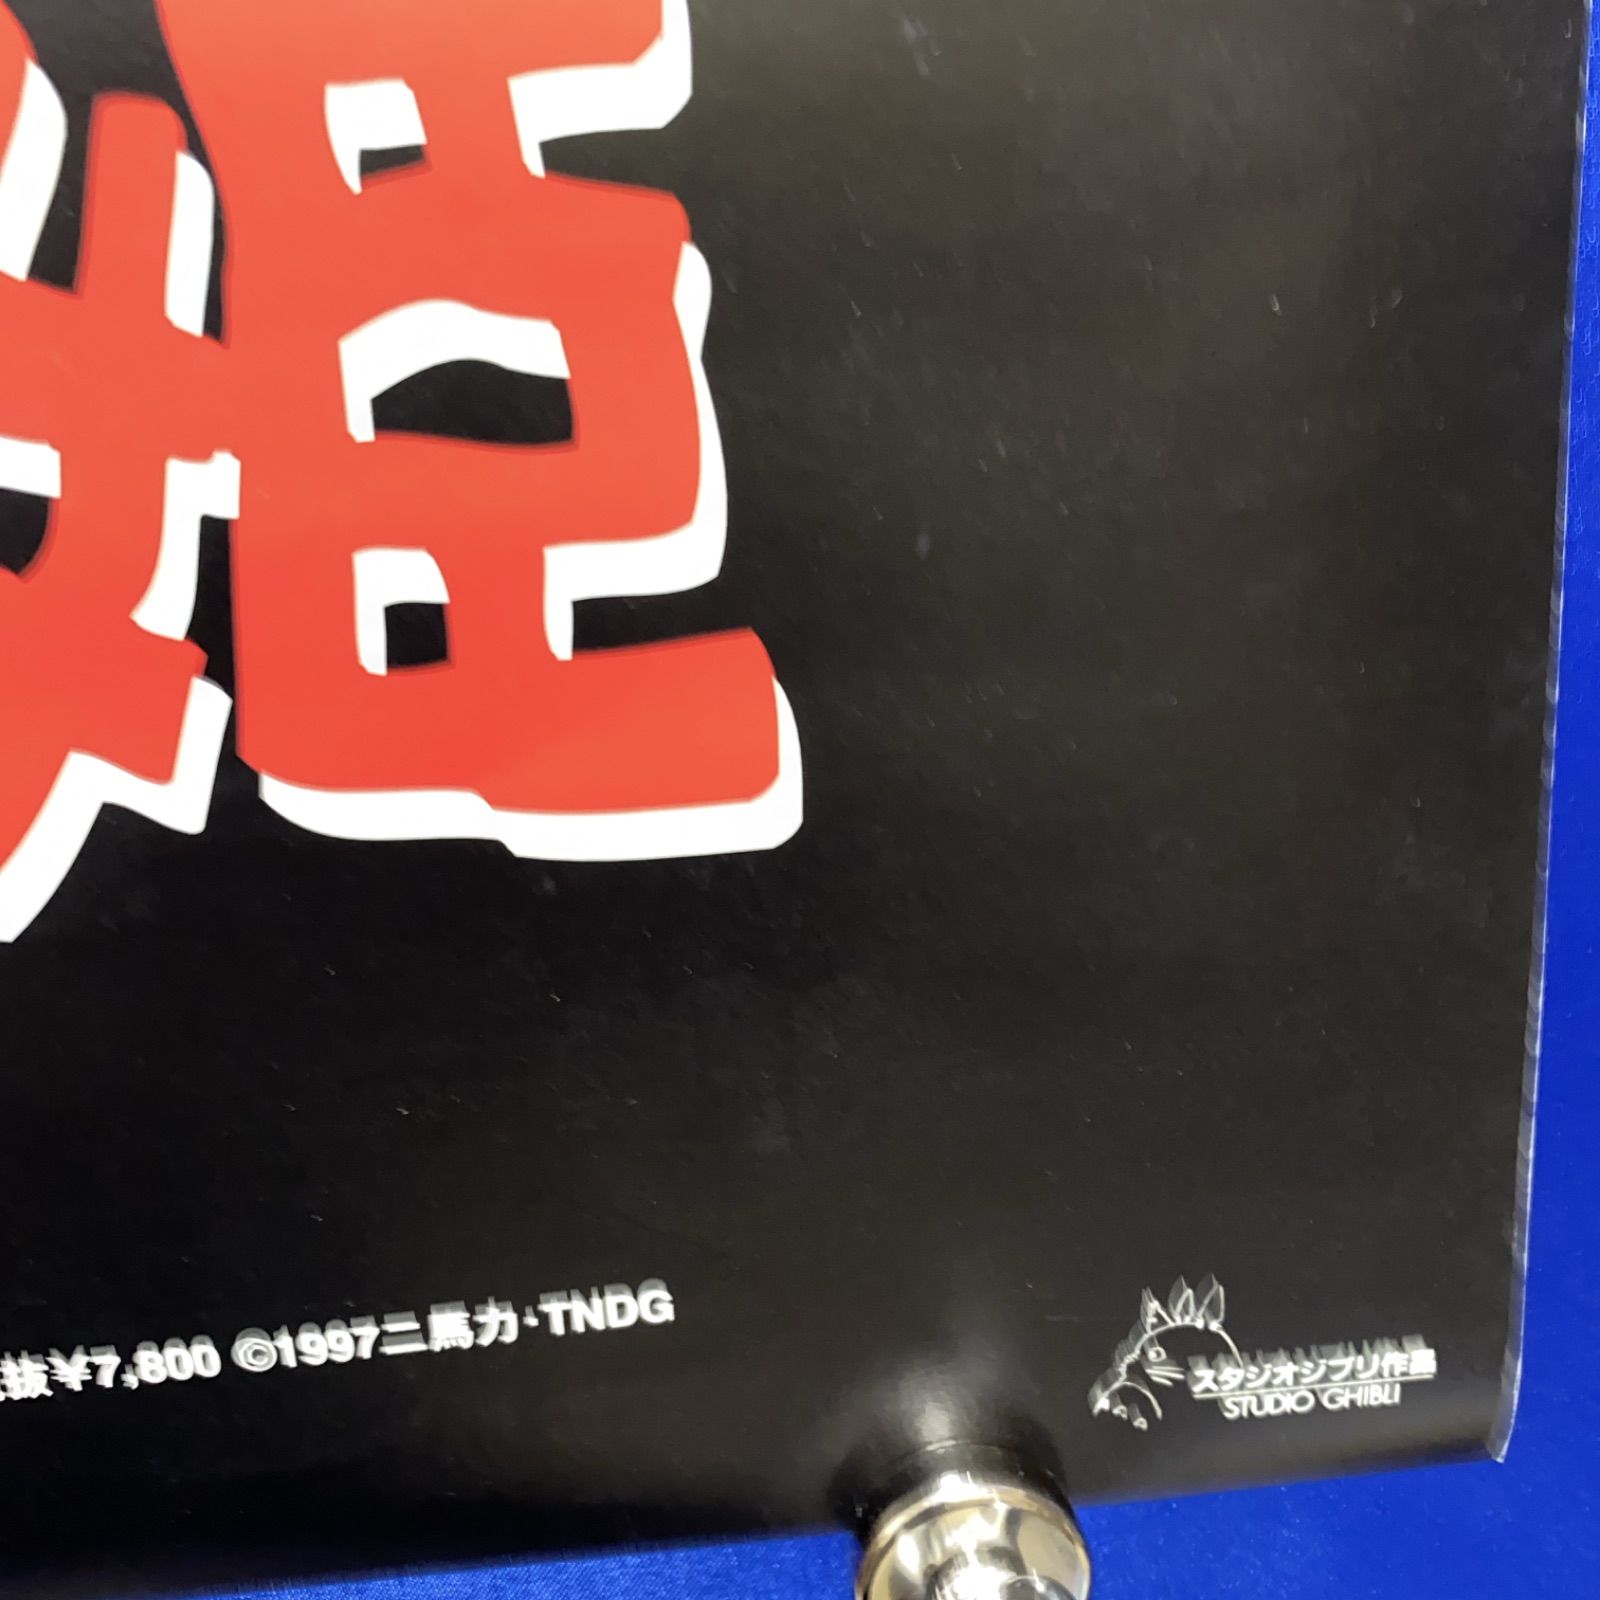 姫
抜¥7,800 ©1997二馬力・TNDG
スタジオジブリ作品
STUDIO GHIBLI